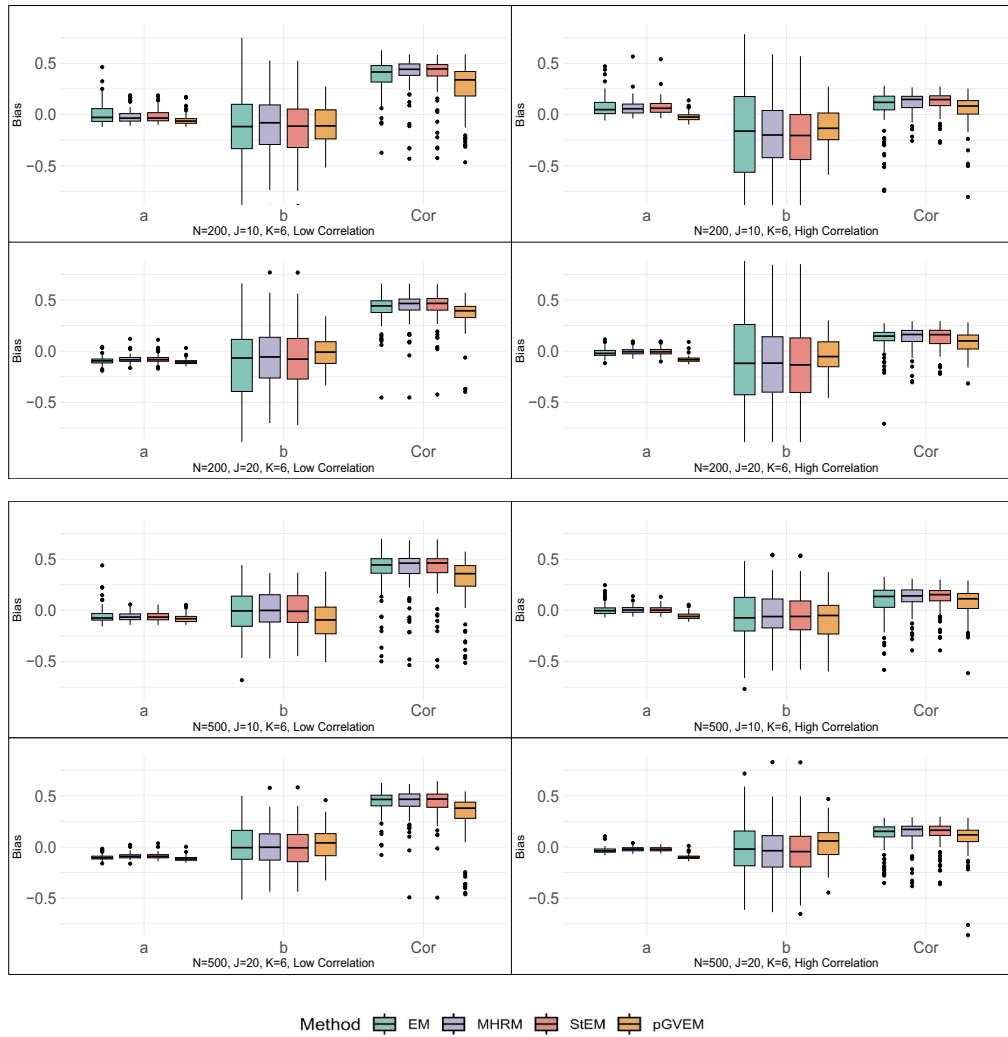 0.5
0.0
−0.5
Bias
a
b
Cor
N=200, J=10, K=6, Low Correlation
0.5
0.0
−0.5
Bias
a
b
Cor
N=200, J=10, K=6, High Correlation
0.5
0.0
−0.5
Bias
a
b
Cor
N=200, J=20, K=6, Low Correlation
0.5
0.0
−0.5
Bias
a
b
Cor
N=200, J=20, K=6, High Correlation
0.5
0.0
−0.5
Bias
a
b
Cor
N=500, J=10, K=6, Low Correlation
0.5
0.0
−0.5
Bias
a
b
Cor
N=500, J=10, K=6, High Correlation
0.5
0.0
−0.5
Bias
a
b
Cor
N=500, J=20, K=6, Low Correlation
0.5
0.0
−0.5
Bias
a
b
Cor
N=500, J=20, K=6, High Correlation
Method EM MHRM StEM pGVEM